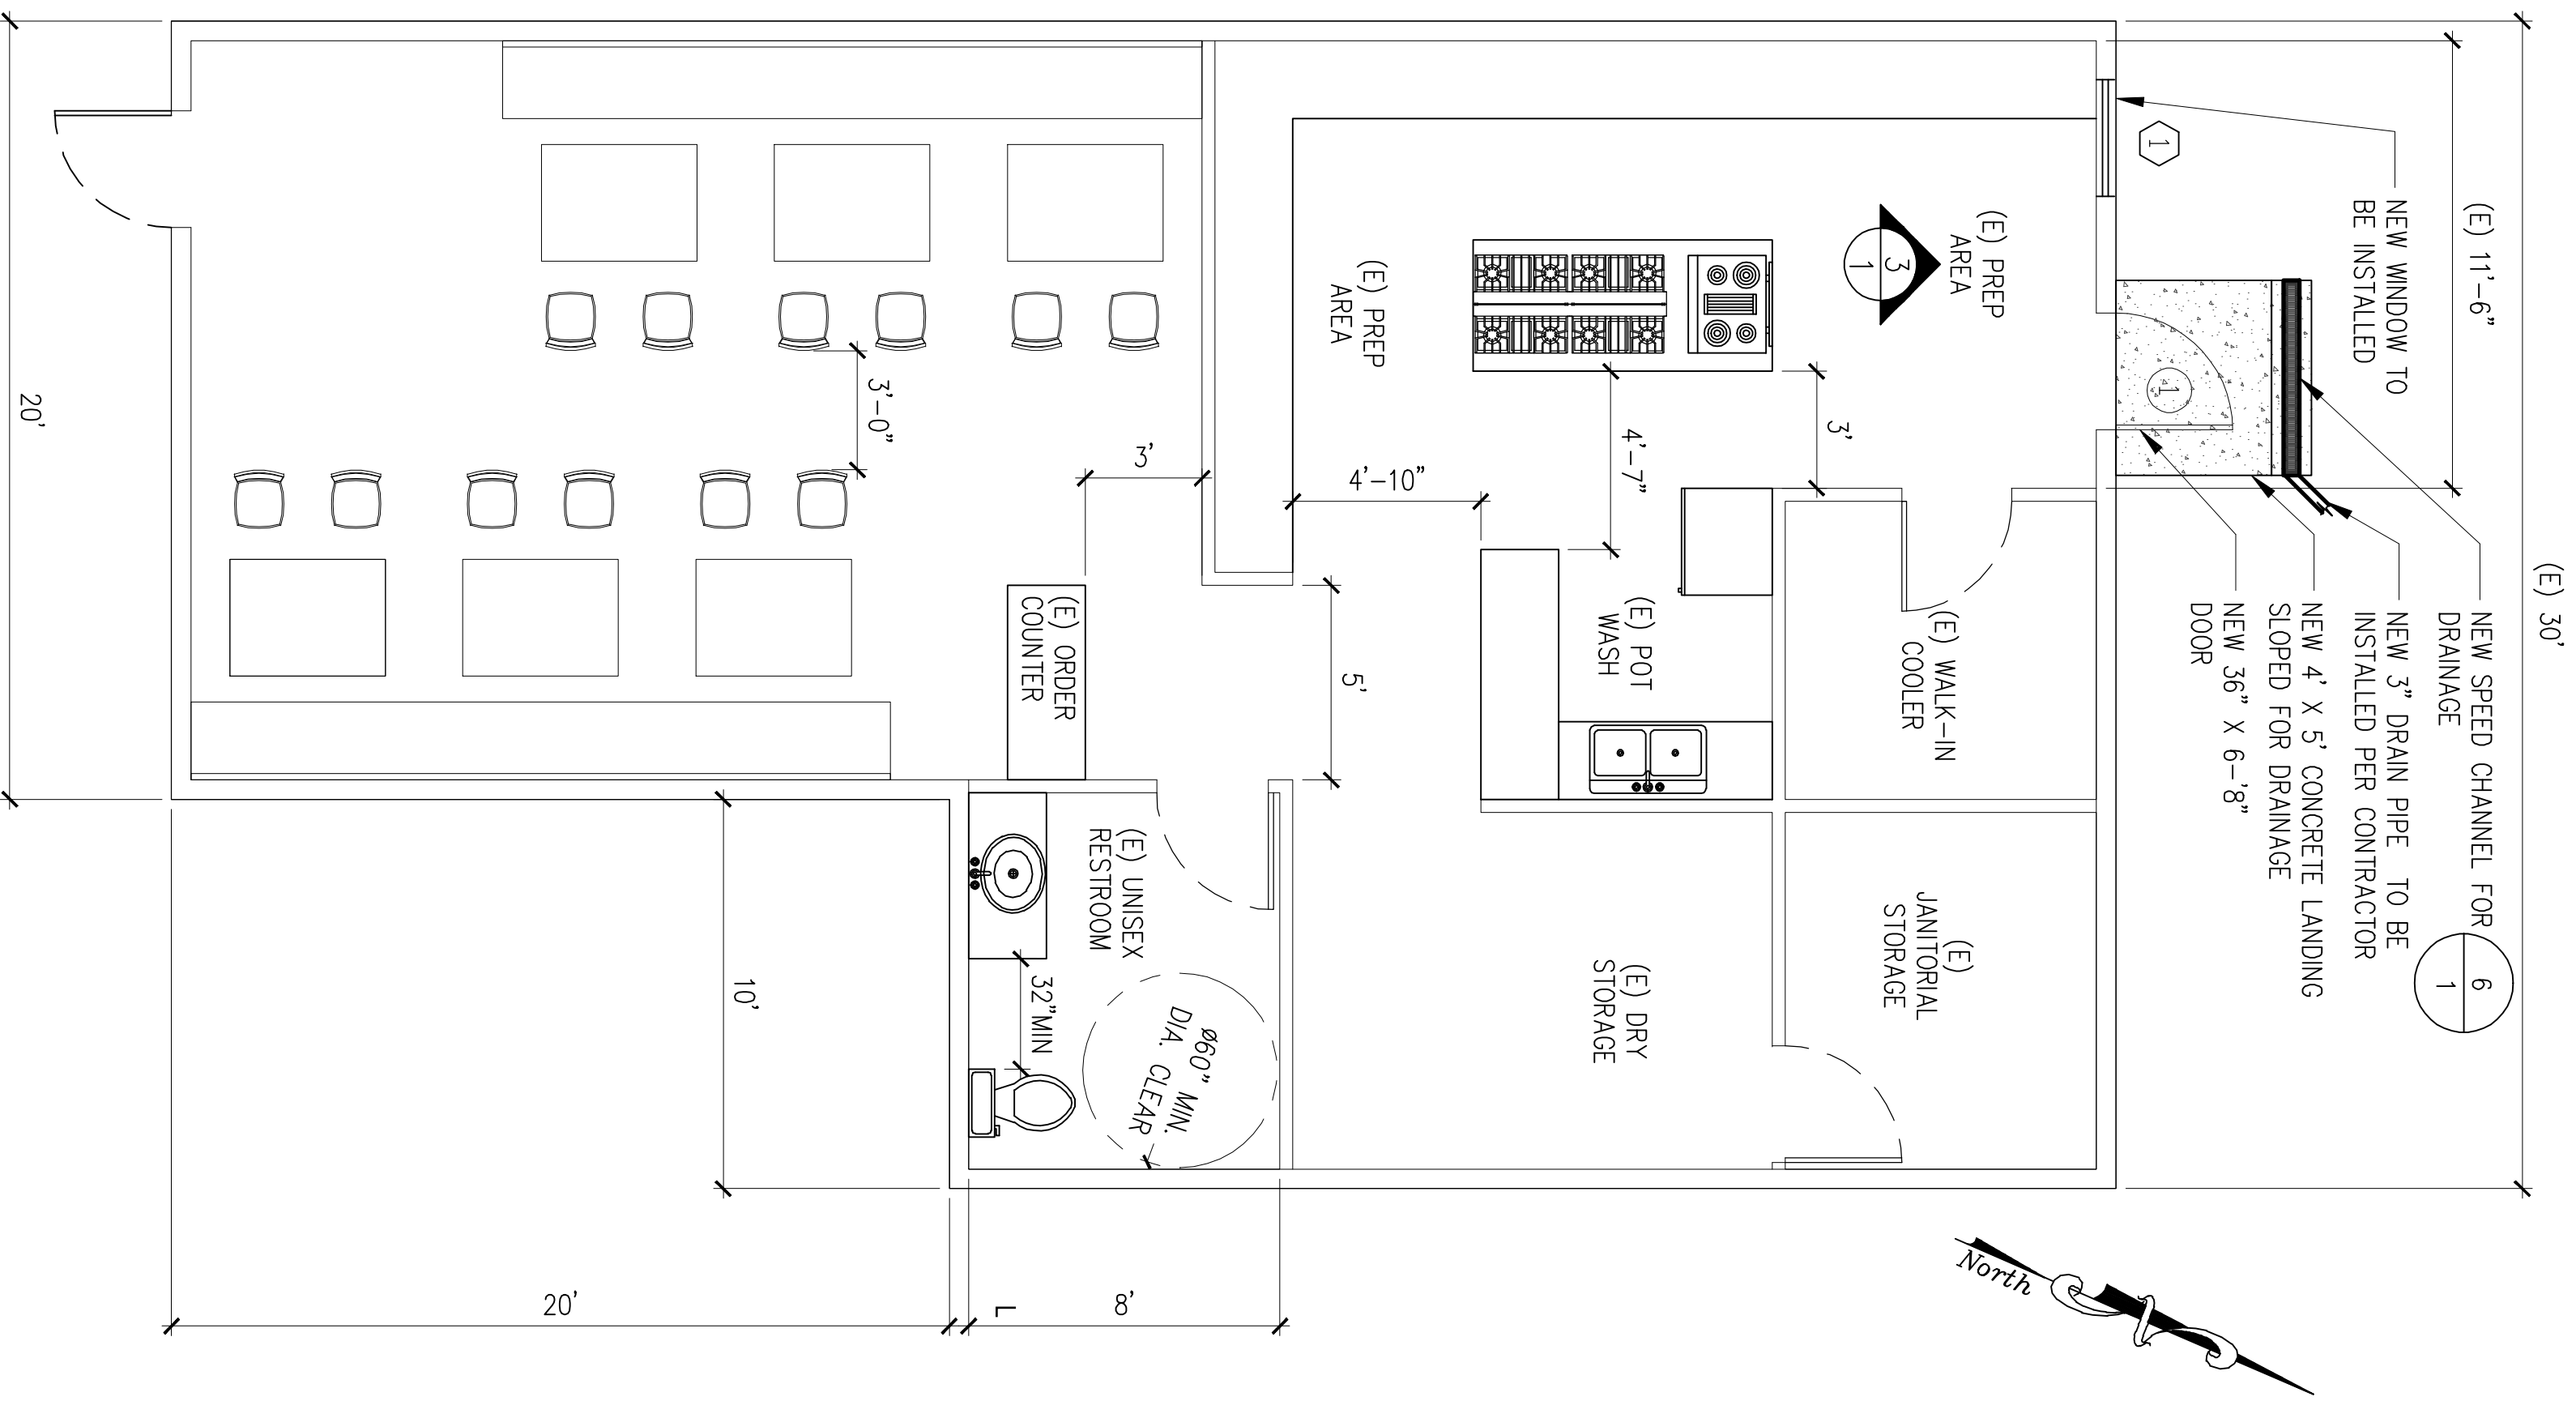 (E) 30'
(E) 11'-6"
NEW WINDOW TO
BE INSTALLED
1
1
NEW SPEED CHANNEL FOR
DRAINAGE
6
1
NEW 3" DRAIN PIPE TO BE
INSTALLED PER CONTRACTOR
NEW 4' X 5' CONCRETE LANDING
SLOPED FOR DRAINAGE
NEW 36" X 6-'8"
DOOR
(E) PREP
AREA
3
1
3'
(E) WALK-IN
COOLER
(E)
JANITORIAL
STORAGE
(E) PREP
AREA
4'-7"
4'-10"
(E) POT
WASH
(E) DRY
STORAGE
5'
3'
(E) ORDER
COUNTER
(E) UNISEX
RESTROOM
32"MIN
Ø60" MIN.
DIA. CLEAR
3'-0"
20'
10'
20'
L
8'
North